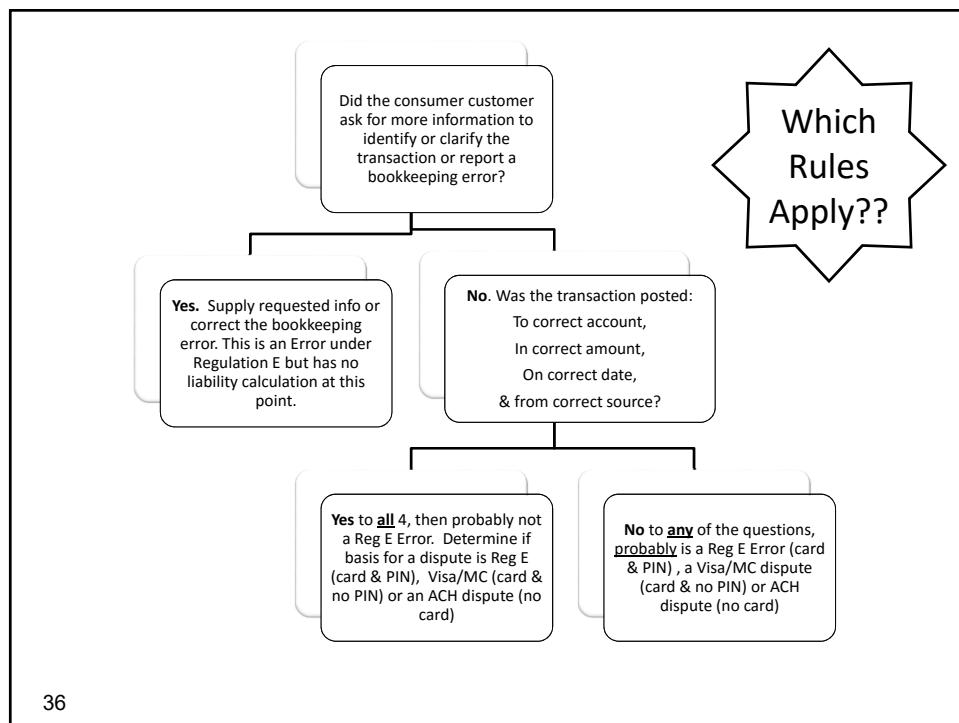 Did the consumer customer
ask for more information to
identify or clarify the
transaction or report a
bookkeeping error?
Which
Rules
Apply??
Yes.  Supply requested info or
correct the bookkeeping
error. This is an Error under
Regulation E but has no
liability calculation at this
point.
No. Was the transaction posted:
To correct account,
In correct amount,
On correct date,
& from correct source?
Yes to all 4, then probably not
a Reg E Error.  Determine if
basis for a dispute is Reg E
(card & PIN),  Visa/MC (card &
no PIN) or an ACH dispute (no
card)
No to any of the questions,
probably is a Reg E Error (card
& PIN) , a Visa/MC dispute
(card & no PIN) or ACH
dispute (no card)
36